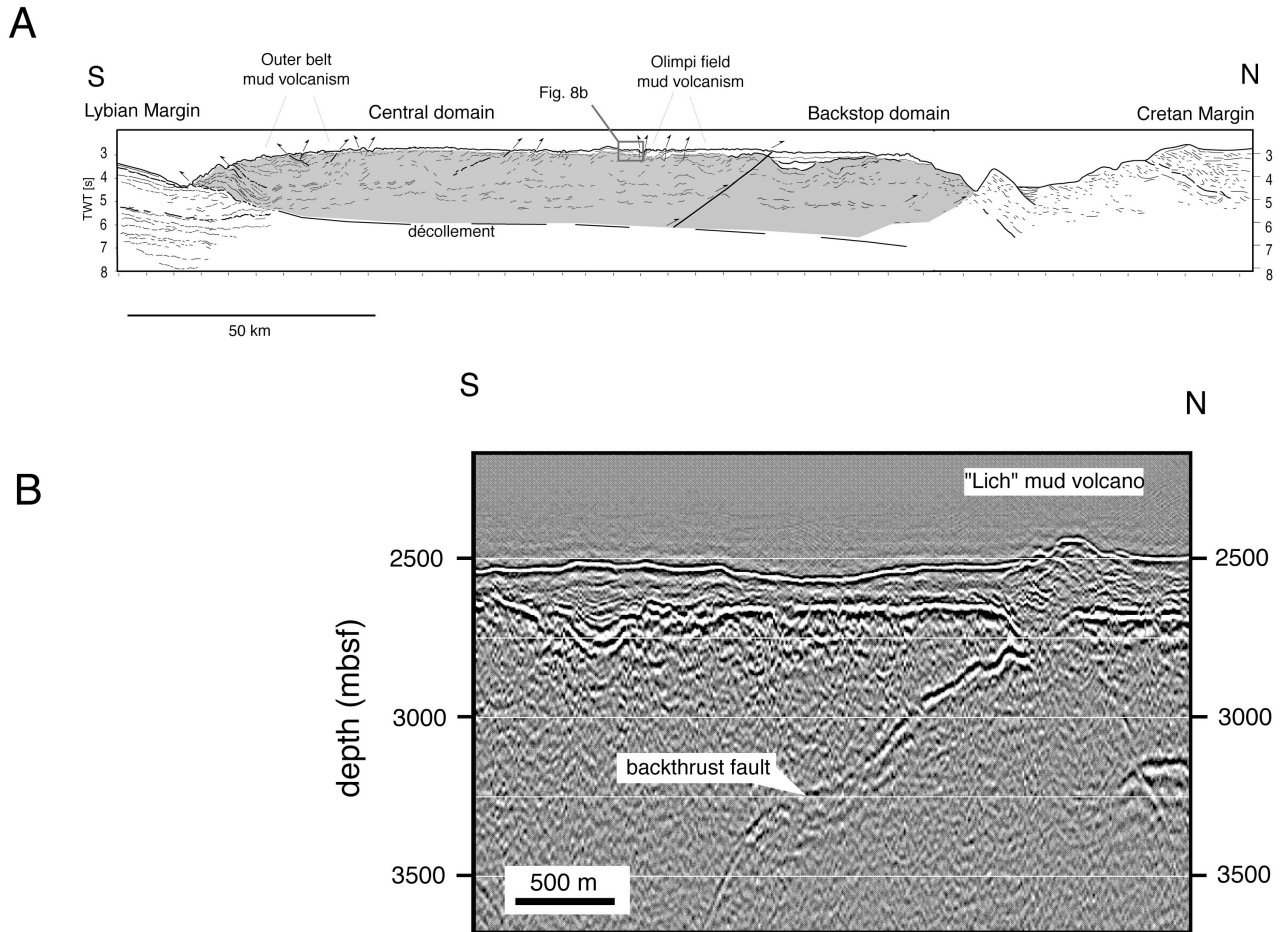 A
S
N
Outer belt
mud volcanism
Olimpi field
mud volcanism
Fig. 8b
Lybian Margin
Central domain
Backstop domain
Cretan Margin
TWT [s]
3
4
5
6
7
8
3
4
5
6
7
8
décollement
50 km
S
N
B
"Lich" mud volcano
depth (mbsf)
2500
2500
3000
3000
backthrust fault
3500
3500
500 m